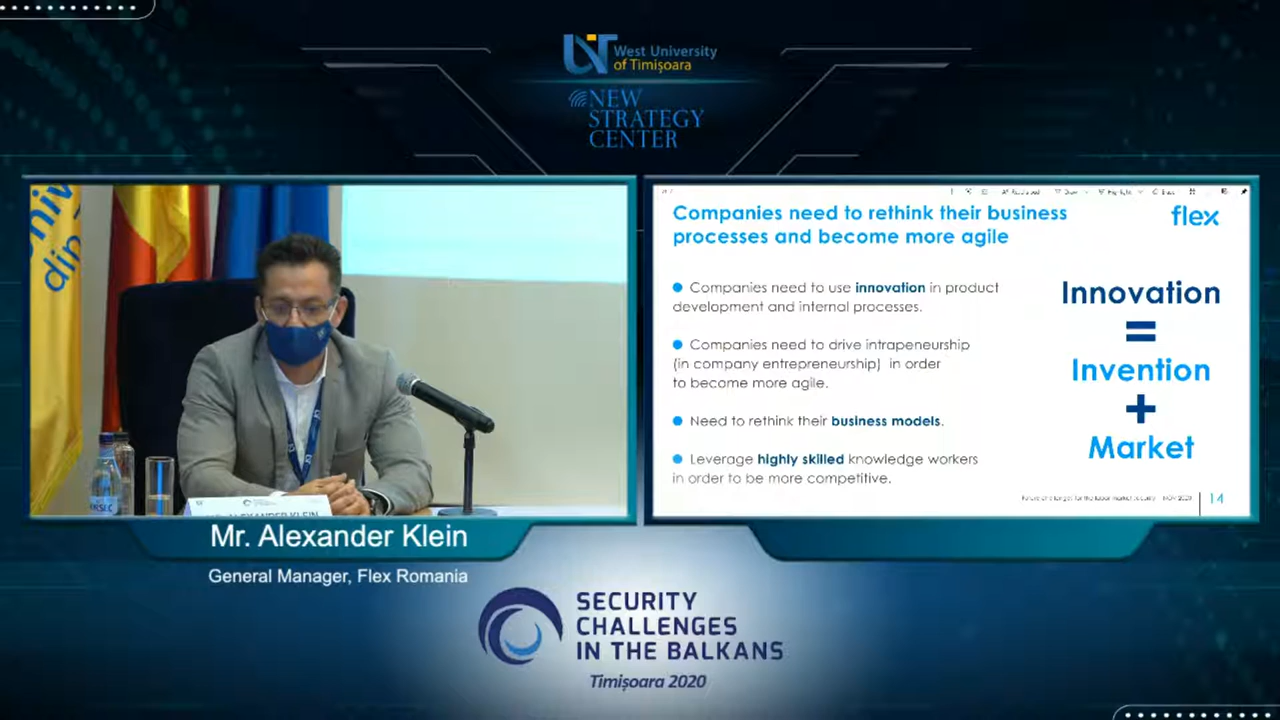 West University
of Timișoara
NEW
STRATEGY
CENTER
Companies need to rethink their business
processes and become more agile
flex
Companies need to use innovation in product
development and internal processes.
Companies need to drive intrapeneurship
(in company entrepreneurship) in order
to become more agile.
Need to rethink their business models.
Leverage highly skilled knowledge workers
in order to be more competitive.
Innovation
=
Invention
+
Market
14
Mr. Alexander Klein
General Manager, Flex Romania
SECURITY
CHALLENGES
IN THE BALKANS
Timișoara 2020